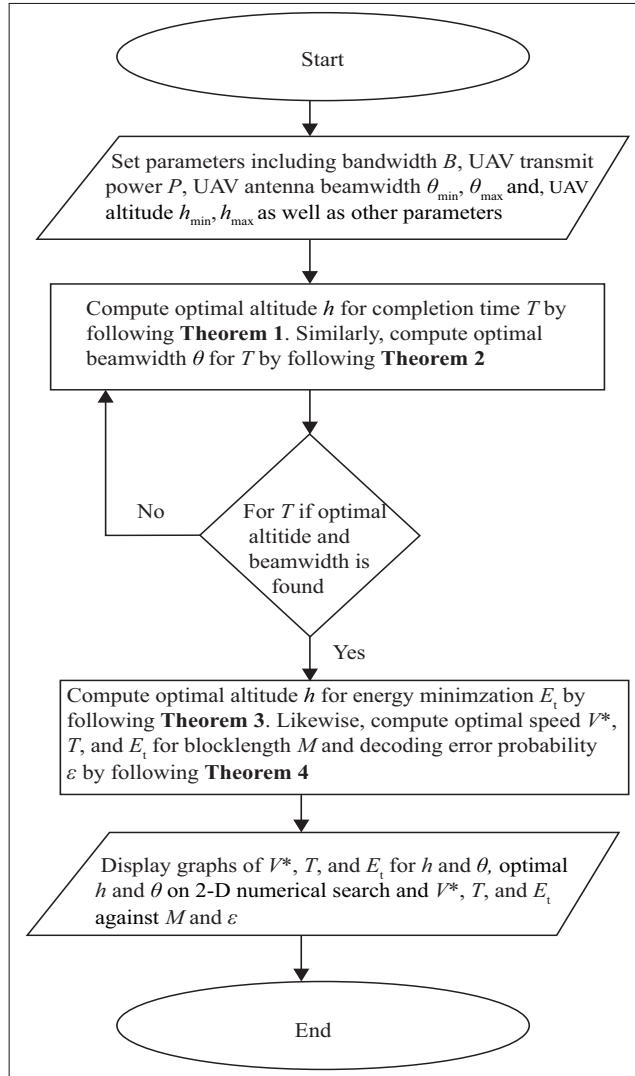 Start
Set parameters including bandwidth B, UAV transmit
power P, UAV antenna beamwidth θmin, θmax and, UAV
altitude hmin, hmax as well as other parameters
Compute optimal altitude h for completion time T by
following Theorem 1. Similarly, compute optimal
beamwidth θ for T by following Theorem 2
No
For T if optimal
altitide and
beamwidth is
found
Yes
Compute optimal altitude h for energy minimzation Et by
following Theorem 3. Likewise, compute optimal speed V*,
T, and Et for blocklength M and decoding error probability
ε by following Theorem 4
Display graphs of V*, T, and Et for h and θ, optimal
h and θ on 2-D numerical search and V*, T, and Et
against M and ε
End